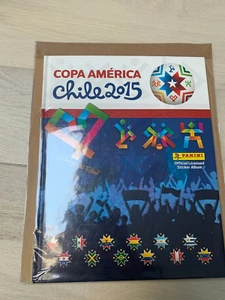 COPA AMÉRICA
Chile2015
PANINI
Official Licensed
Sticker Album